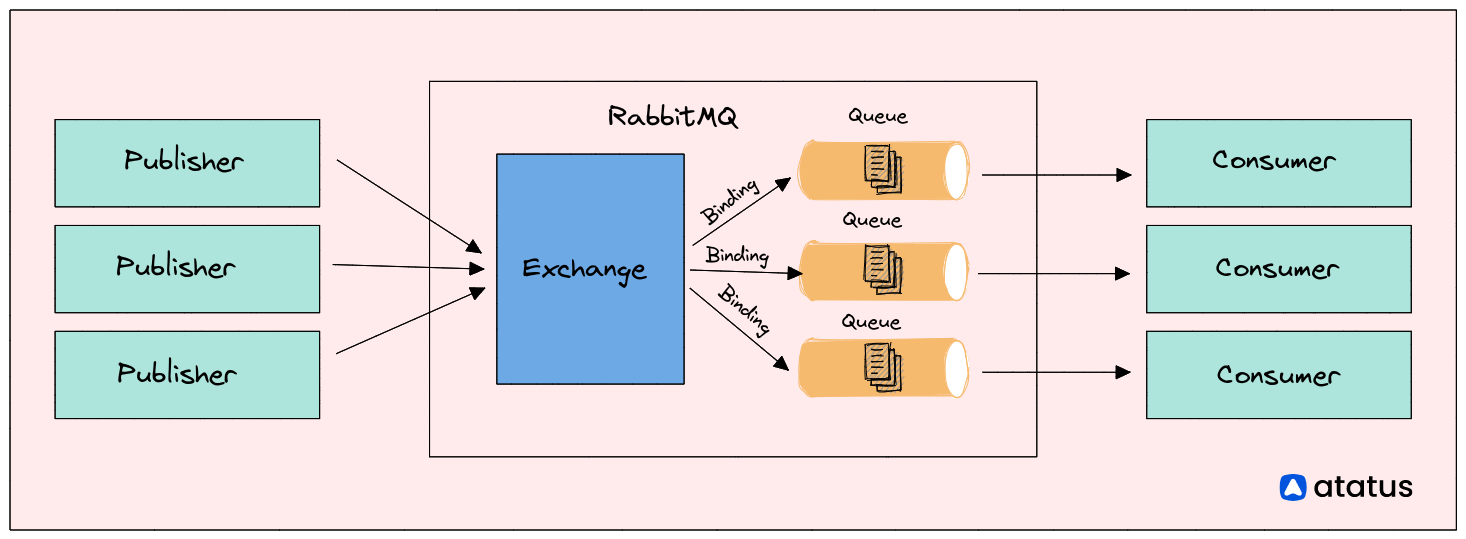 RabbitMQ
Publisher
Publisher
Publisher
Exchange
Binding
Binding
Binding
Queue
Queue
Queue
Consumer
Consumer
Consumer
atatus